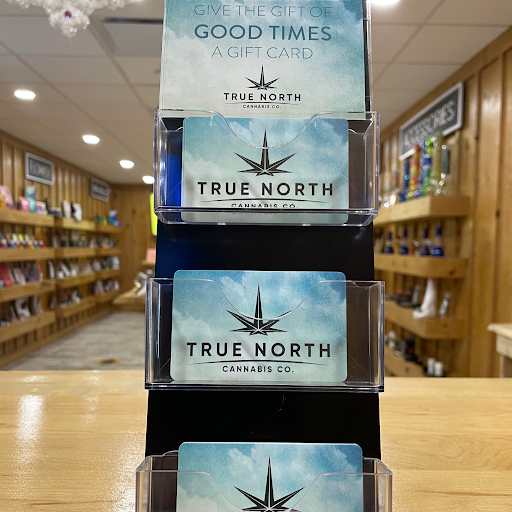 GIVE THE GIFT OF
GOOD TIMES
A GIFT CARD
TRUE NORTH
CANNABIS CO.
TRUE NORTH
CANNABIS CO.
TRUE NORTH
CANNABIS CO.
ACCESSORIES